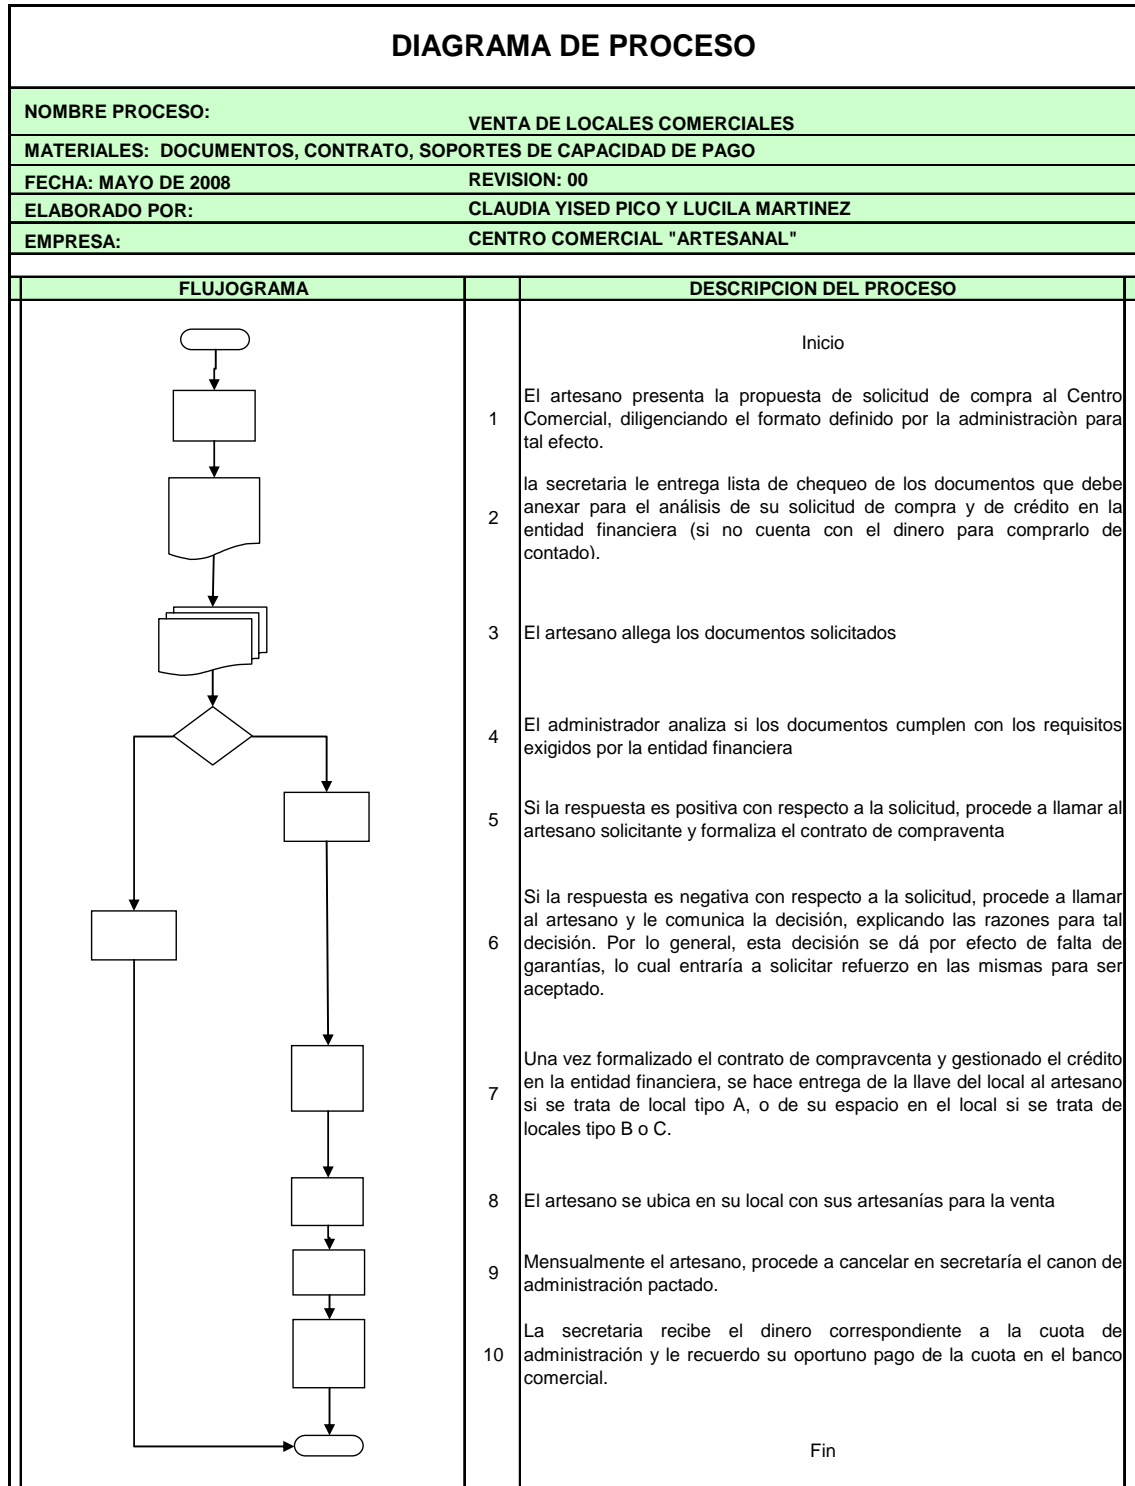 DIAGRAMA DE PROCESO
NOMBRE PROCESO: VENTA DE LOCALES COMERCIALES
MATERIALES: DOCUMENTOS, CONTRATO, SOPORTES DE CAPACIDAD DE PAGO
FECHA: MAYO DE 2008 REVISION: 00
ELABORADO POR: CLAUDIA YISED PICO Y LUCILA MARTINEZ
EMPRESA: CENTRO COMERCIAL "ARTESANAL"
FLUJOGRAMA DESCRIPCION DEL PROCESO
Inicio
1
El artesano presenta la propuesta de solicitud de compra al Centro
Comercial, diligenciando el formato definido por la administraciòn para
tal efecto.
2
la secretaria le entrega lista de chequeo de los documentos que debe
anexar para el análisis de su solicitud de compra y de crédito en la
entidad financiera (si no cuenta con el dinero para comprarlo de
contado).
3
El artesano allega los documentos solicitados
4
El administrador analiza si los documentos cumplen con los requisitos
exigidos por la entidad financiera
5
Si la respuesta es positiva con respecto a la solicitud, procede a llamar al
artesano solicitante y formaliza el contrato de compraventa
6
Si la respuesta es negativa con respecto a la solicitud, procede a llamar
al artesano y le comunica la decisión, explicando las razones para tal
decisión. Por lo general, esta decisión se dá por efecto de falta de
garantías, lo cual entraría a solicitar refuerzo en las mismas para ser
aceptado.
7
Una vez formalizado el contrato de compravcenta y gestionado el crédito
en la entidad financiera, se hace entrega de la llave del local al artesano
si se trata de local tipo A, o de su espacio en el local si se trata de
locales tipo B o C.
8
El artesano se ubica en su local con sus artesanías para la venta
9
Mensualmente el artesano, procede a cancelar en secretaría el canon de
administración pactado.
10
La secretaria recibe el dinero correspondiente a la cuota de
administración y le recuerdo su oportuno pago de la cuota en el banco
comercial.
Fin